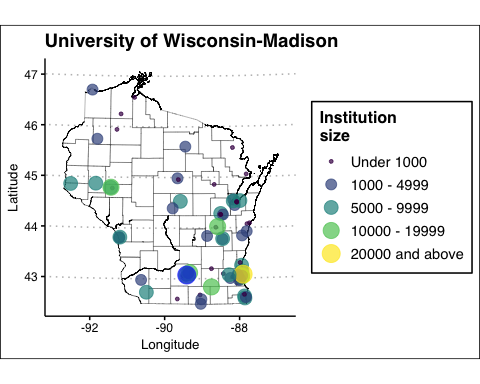 University of Wisconsin-Madison
47
46
45
44
43
Latitude
-92
-90
-88
Longitude
Institution
size
Under 1000
1000 - 4999
5000 - 9999
10000 - 19999
20000 and above